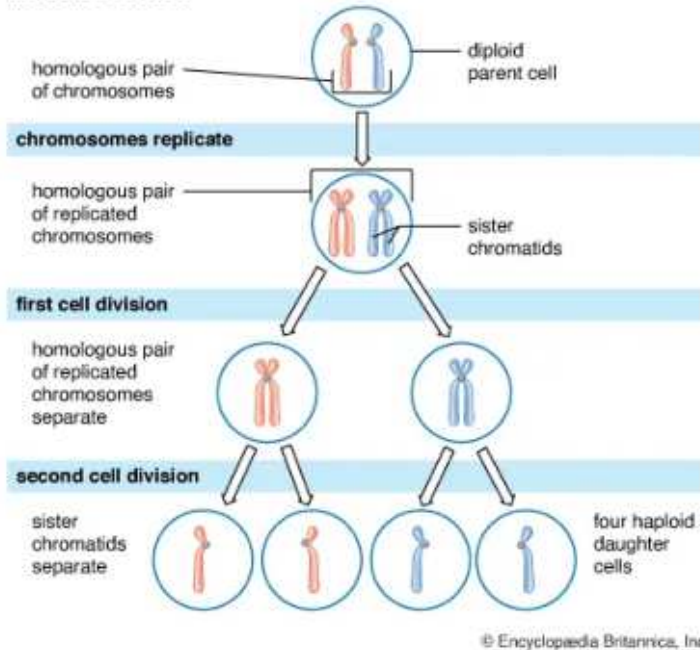 homologous pair
of chromosomes
diploid
parent cell
chromosomes replicate
homologous pair
of replicated
chromosomes
sister
chromatids
first cell division
homologous pair
of replicated
chromosomes
separate
second cell division
sister
chromatids
separate
four haploid
daughter
cells
© Encyclopædia Britannica, Inc